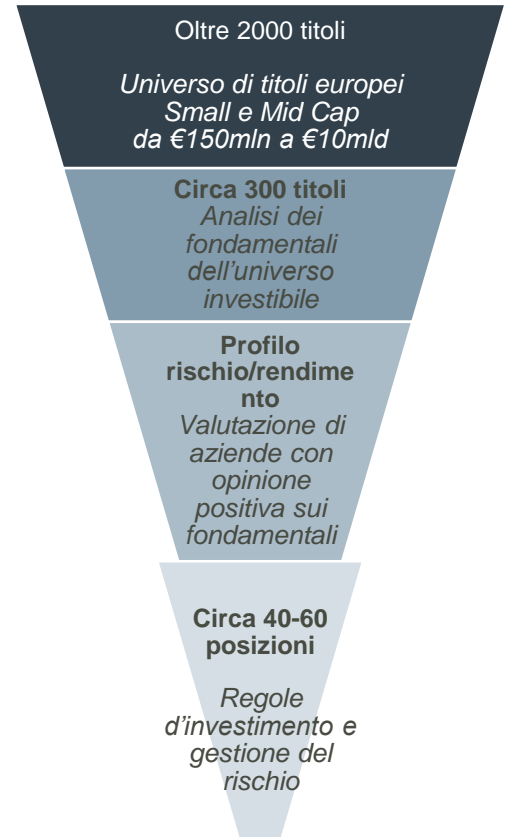 Oltre 2000 titoli
Universo di titoli europei
Small e Mid Cap
da €150mln a €10mld
Circa 300 titoli
Analisi dei
fondamentali
dell'universo
investibile
Profilo
rischio/rendime
nto
Valutazione di
aziende con
opinione
positiva sui
fondamentali
Circa 40-60
posizioni
Regole
d'investimento e
gestione del
rischio